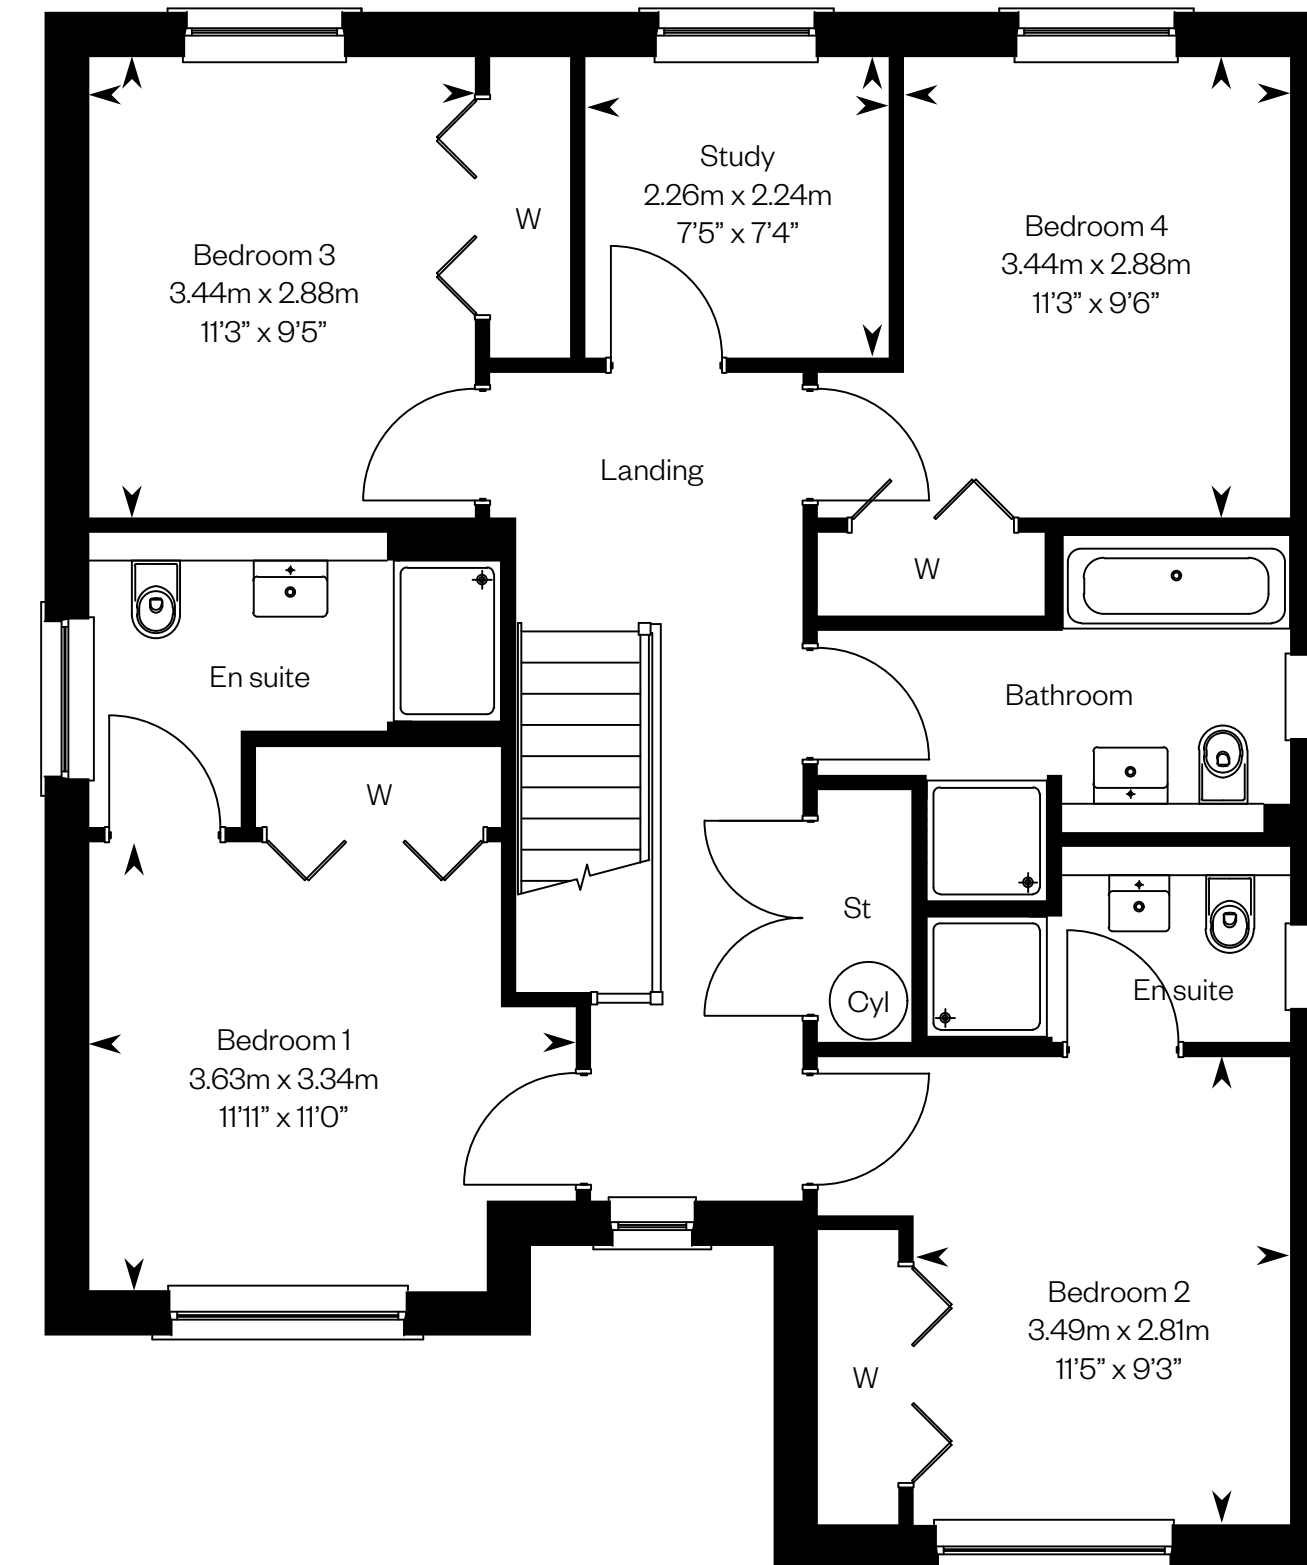 Study
2.26m x 2.24m
7’5” x 7’4”
W
Bedroom 3
3.44m x 2.88m
11’3” x 9’5”
Bedroom 4
3.44m x 2.88m
11’3” x 9’6”
Landing
W
En suite
Bathroom
W
St
Cyl
En suite
Bedroom 1
3.63m x 3.34m
11’11” x 11’0”
Bedroom 2
3.49m x 2.81m
11’5” x 9’3”
W